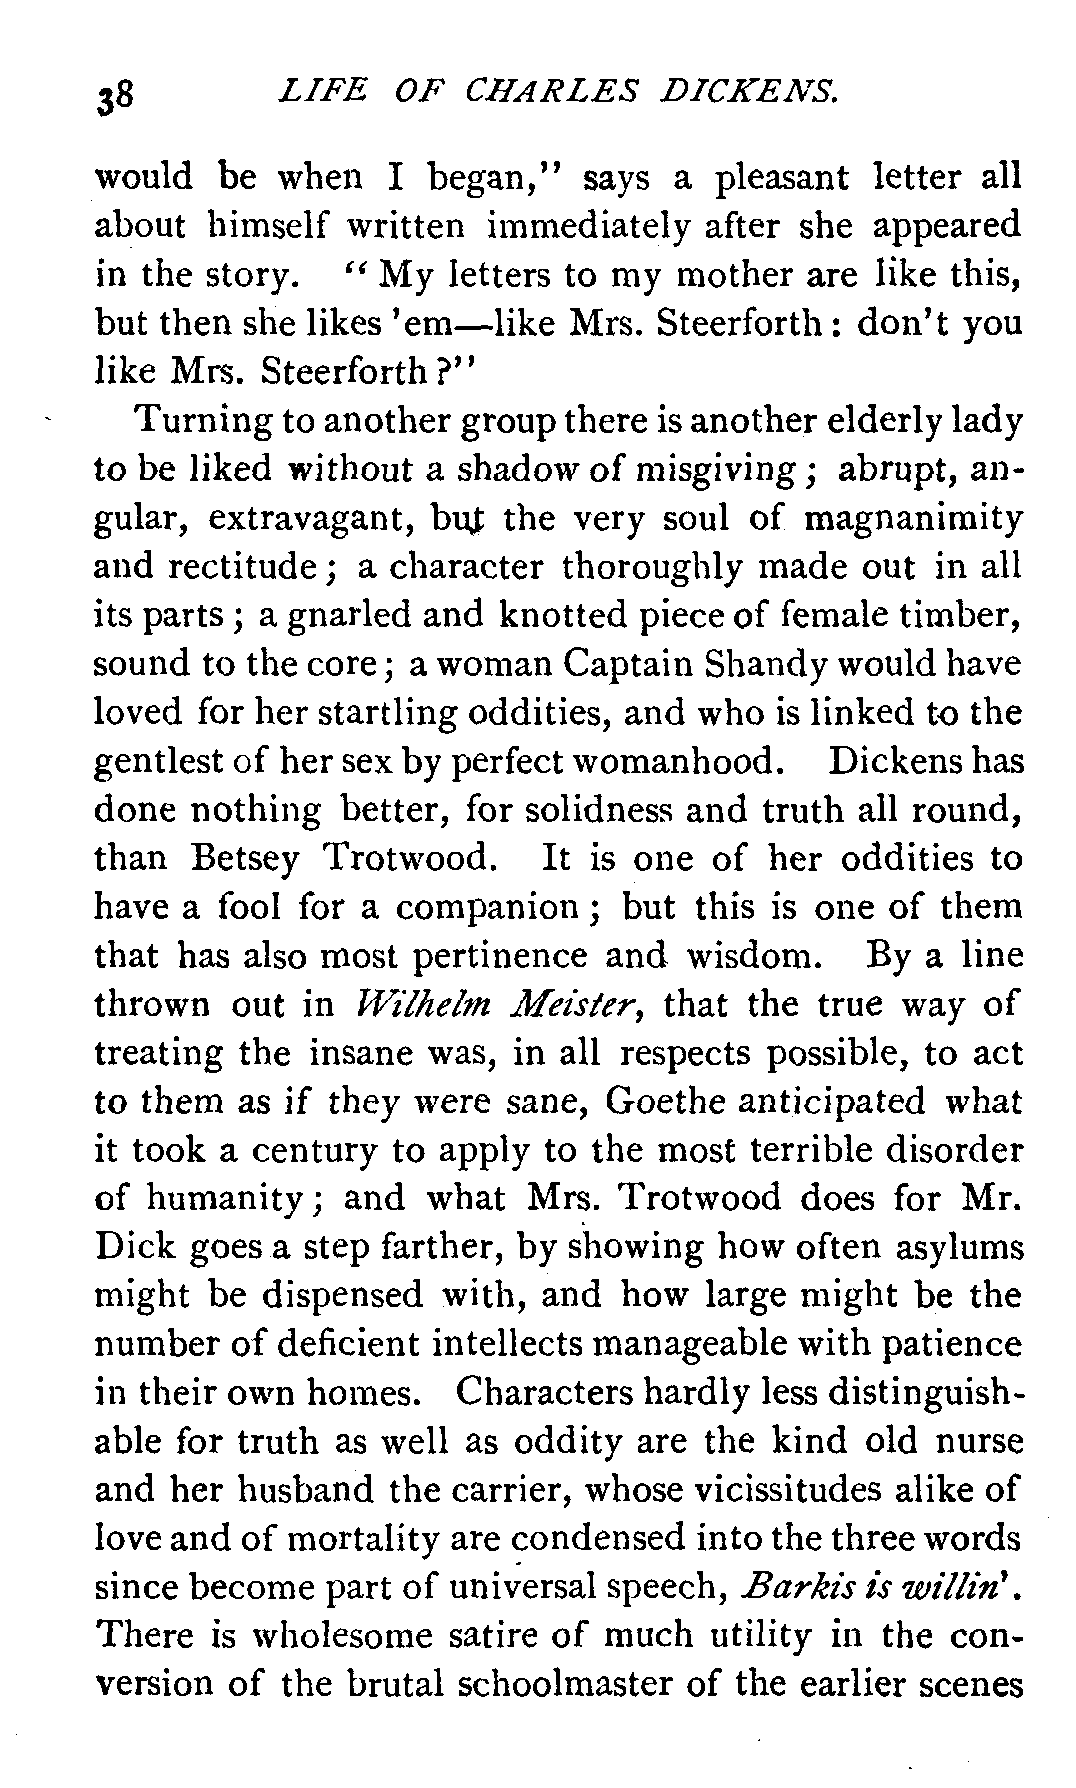 38 LIFE OF CHARLES DICKENS.
would be when I began," says a pleasant letter all
about himself written immediately after she appeared
in the story. "My letters to my mother are like this,
but then she likes 'em—like Mrs. Steerforth: don't you
like Mrs. Steerforth?"
Turning to another group there is another elderly lady
to be liked without a shadow of misgiving; abrupt, an-
gular, extravagant, but the very soul of magnanimity
and rectitude; a character thoroughly made out in all
its parts; a gnarled and knotted piece of female timber,
sound to the core; a woman Captain Shandy would have
loved for her startling oddities, and who is linked to the
gentlest of her sex by perfect womanhood. Dickens has
done nothing better, for solidness and truth all round,
than Betsey Trotwood. It is one of her oddities to
have a fool for a companion; but this is one of them
that has also most pertinence and wisdom. By a line
thrown out in Wilhelm Meister, that the true way of
treating the insane was, in all respects possible, to act
to them as if they were sane, Goethe anticipated what
it took a century to apply to the most terrible disorder
of humanity; and what Mrs. Trotwood does for Mr.
Dick goes a step farther, by showing how often asylums
might be dispensed with, and how large might be the
number of deficient intellects manageable with patience
in their own homes. Characters hardly less distinguish-
able for truth as well as oddity are the kind old nurse
and her husband the carrier, whose vicissitudes alike of
love and of mortality are condensed into the three words
since become part of universal speech, Barkis is willin'.
There is wholesome satire of much utility in the con-
version of the brutal schoolmaster of the earlier scenes